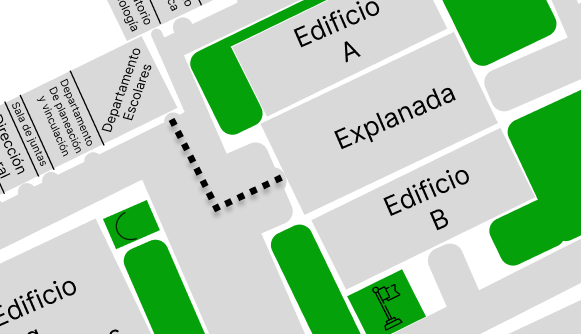 Edificio
A
Explanada
Edificio
B
Departamento
Escolares
Departamento
De planeación
y vinculación
Sala de juntas
Dirección
Edificio